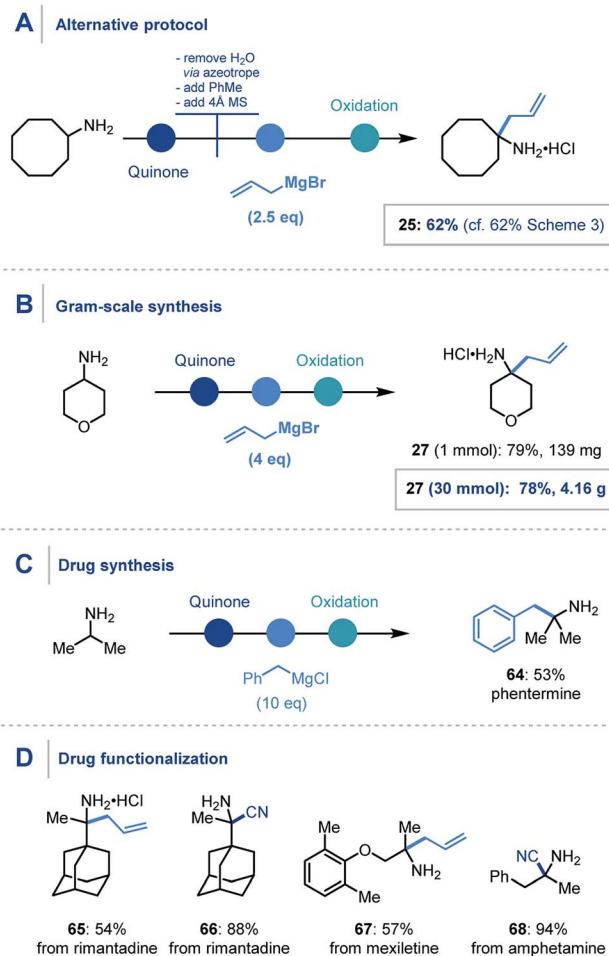 A Alternative protocol
- remove H₂O
via azeotrope
- add PhMe
- add 4Å MS
NH₂
Quinone
Oxidation
MgBr
(2.5 eq)
NH₂•HCl
25: 62% (cf. 62% Scheme 3)
B Gram-scale synthesis
NH₂
O
Quinone Oxidation
MgBr
(4 eq)
HCl•H₂N
O
27 (1 mmol): 79%, 139 mg
27 (30 mmol): 78%, 4.16 g
C Drug synthesis
NH₂
Me Me
Quinone Oxidation
Ph MgCl
(10 eq)
NH₂
Me Me
64: 53%
phentermine
D Drug functionalization
NH₂•HCl
Me
65: 54%
from rimantadine
H₂N
Me CN
66: 88%
from rimantadine
Me
O
Me
Me
NH₂
67: 57%
from mexiletine
NC NH₂
Ph Me
68: 94%
from amphetamine